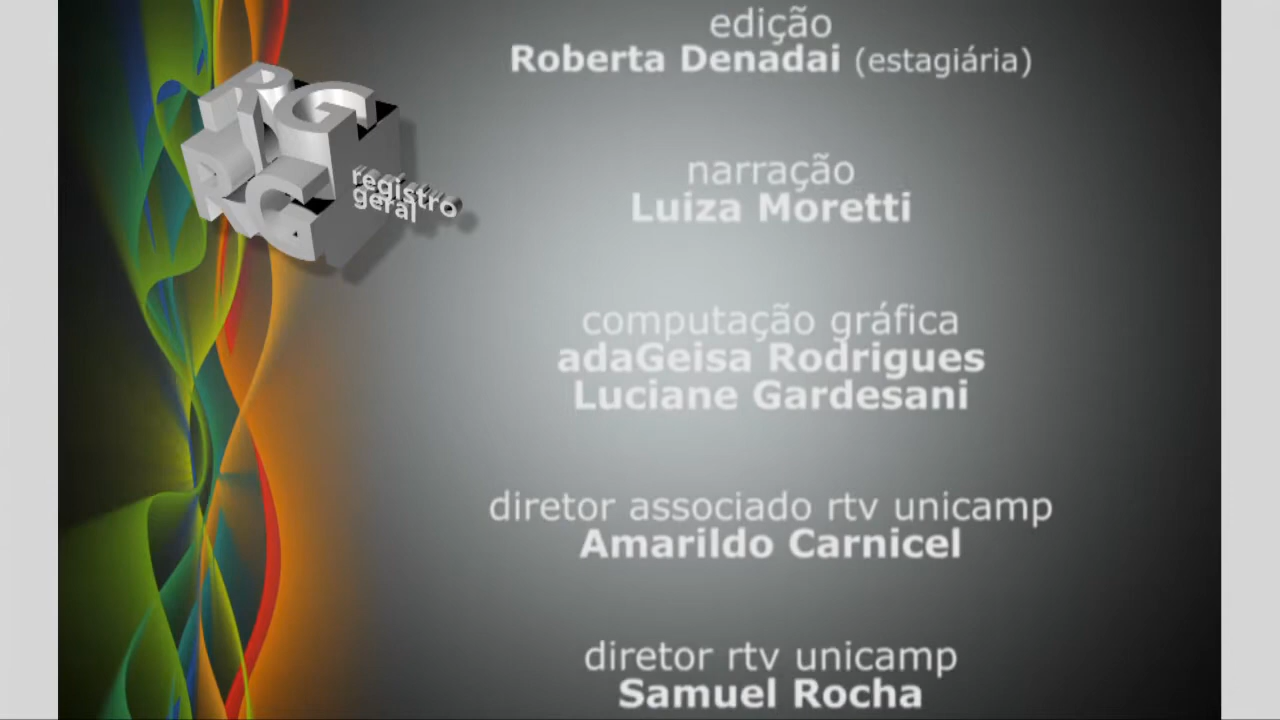 edição
Roberta Denadai (estagiária)
RG
RG
registro
geral
narração
Luiza Moretti
computação gráfica
adaGeisa Rodrigues
Luciane Gardesani
diretor associado rtv unicamp
Amarildo Carnicel
diretor rtv unicamp
Samuel Rocha